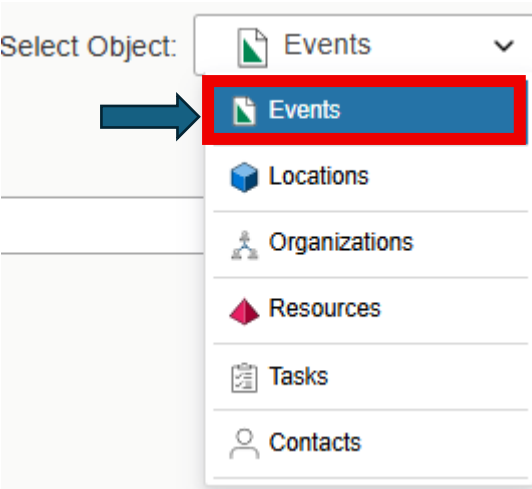 Select Object: Events
Events
Locations
Organizations
Resources
Tasks
Contacts